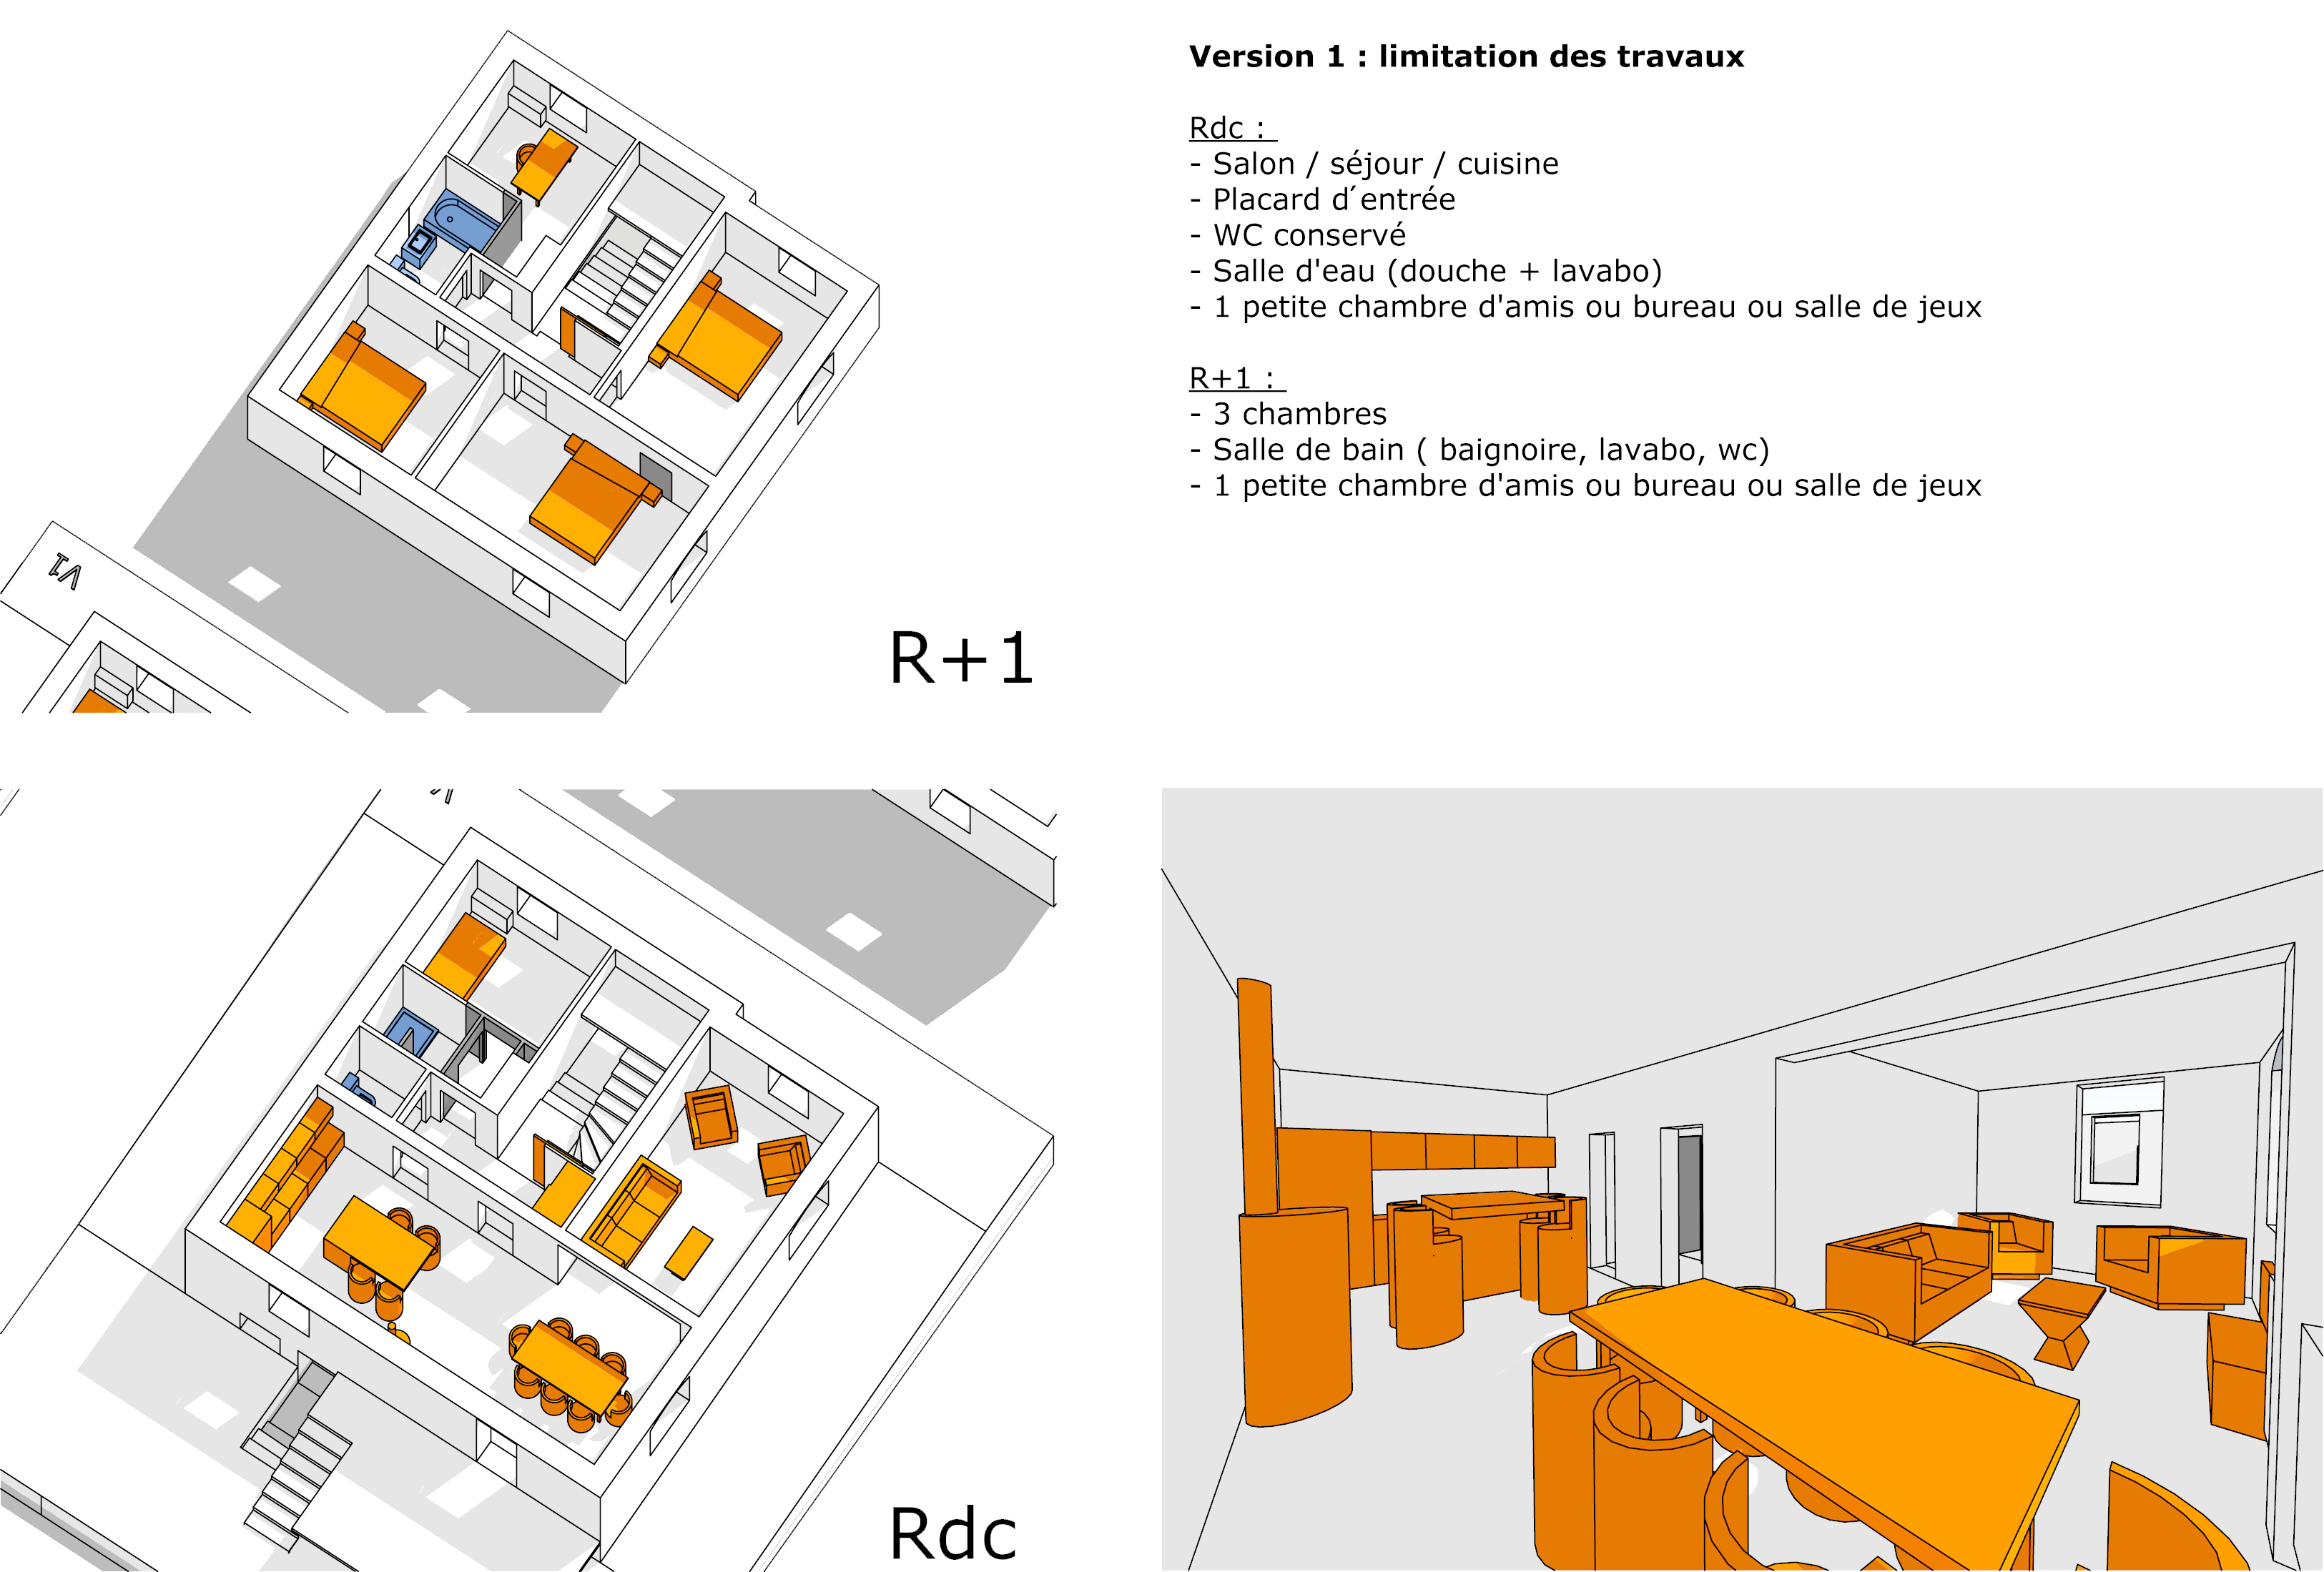 Version 1 : limitation des travaux
Rdc :
- Salon / séjour / cuisine
- Placard d´entrée
- WC conservé
- Salle d'eau (douche + lavabo)
- 1 petite chambre d'amis ou bureau ou salle de jeux
R+1 :
- 3 chambres
- Salle de bain ( baignoire, lavabo, wc)
- 1 petite chambre d'amis ou bureau ou salle de jeux
V1
R+1
Rdc